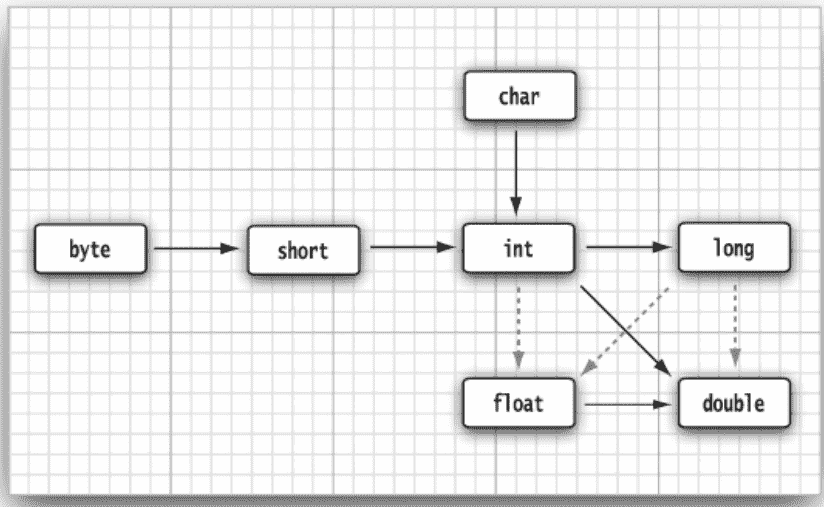 char
byte
short
int
long
float
double